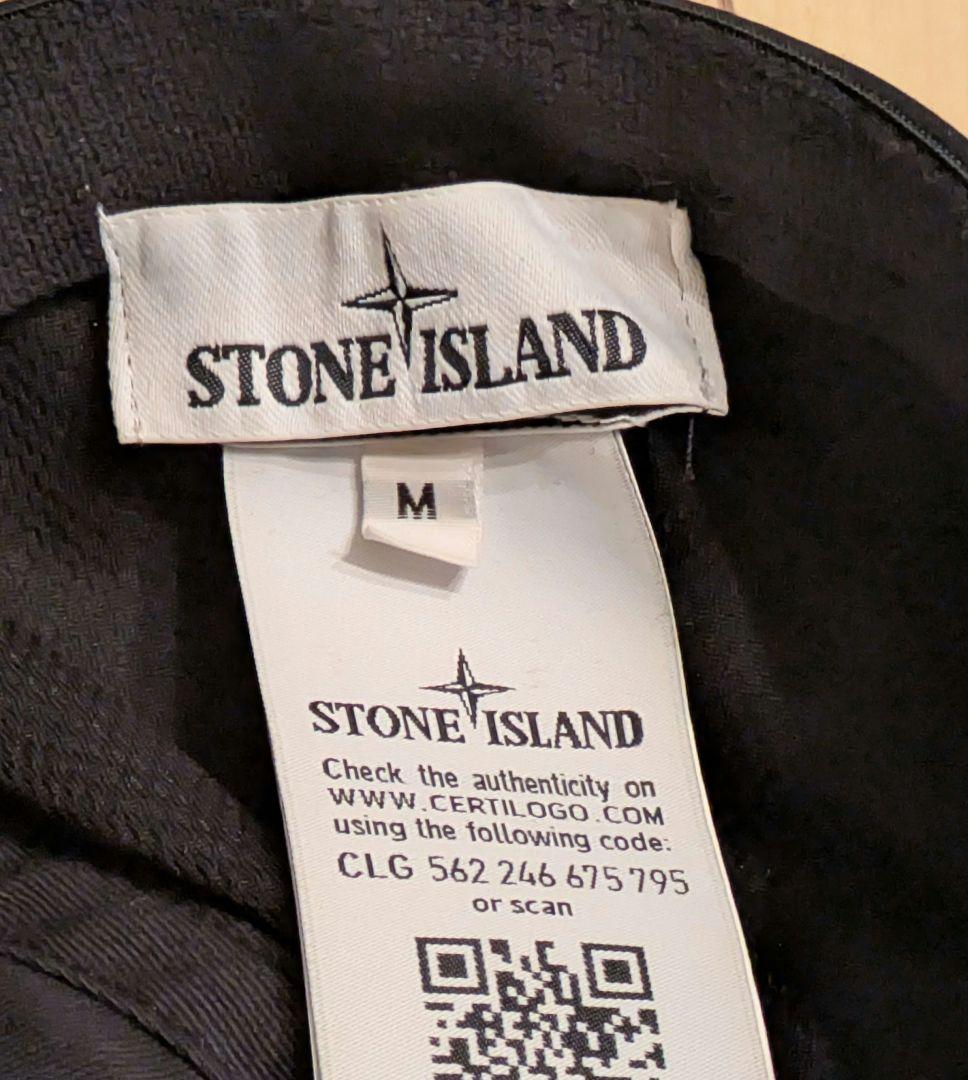 STONE ISLAND
M
STONE ISLAND
Check the authenticity on
WWW.CERTILOGO.COM
using the following code:
CLG 562 246 675 795
or scan